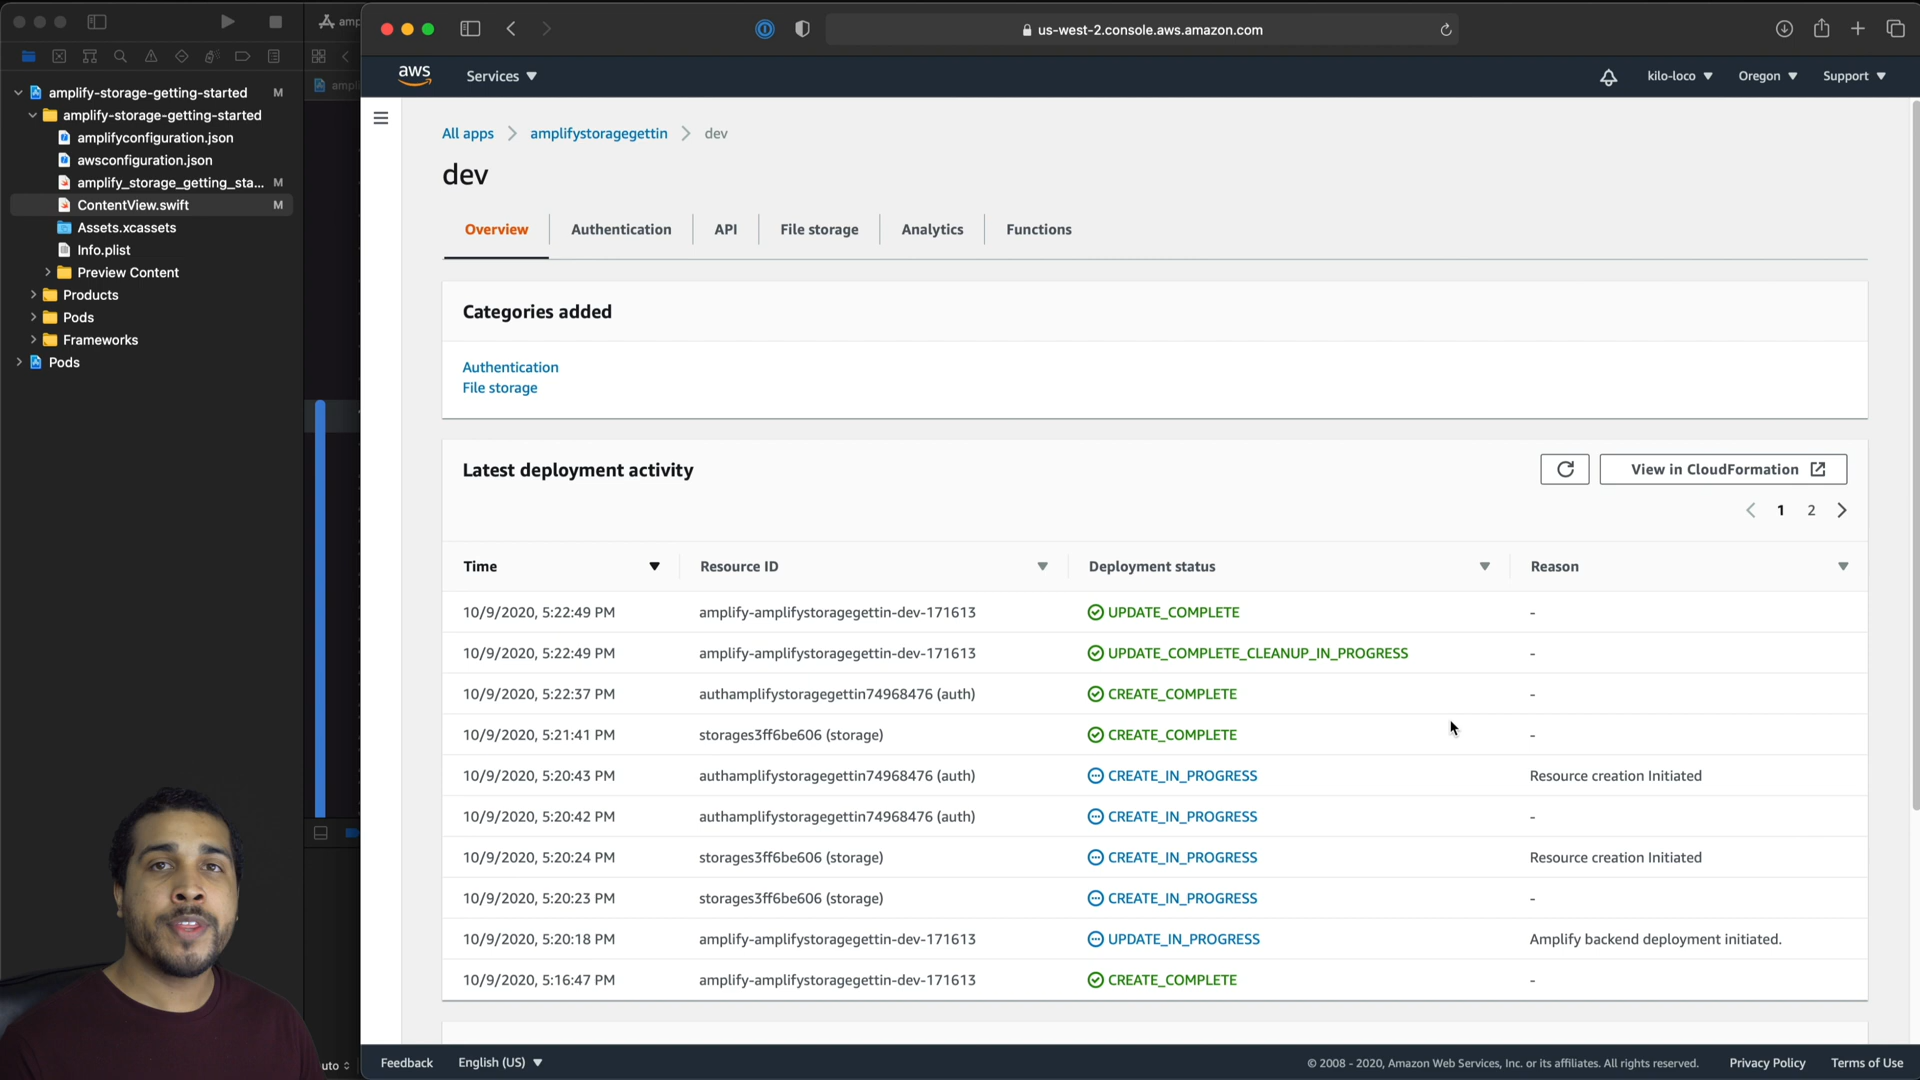 amp
us-west-2.console.aws.amazon.com
aws
Services
kilo-loco
Oregon
Support
amplify-storage-getting-started M
amplify-storage-getting-started
amplifyconfiguration.json
awsconfiguration.json
amplify_storage_getting_sta... M
ContentView.swift M
Assets.xcassets
Info.plist
Preview Content
Products
Pods
Frameworks
Pods
ampli
All apps
amplifystoragegettin
dev
dev
Overview
Authentication
API
File storage
Analytics
Functions
Categories added
Authentication
File storage
Latest deployment activity
View in CloudFormation
1 2
Time Resource ID Deployment status Reason
10/9/2020, 5:22:49 PM amplify-amplifystoragegettin-dev-171613 UPDATE_COMPLETE -
10/9/2020, 5:22:49 PM amplify-amplifystoragegettin-dev-171613 UPDATE_COMPLETE_CLEANUP_IN_PROGRESS -
10/9/2020, 5:22:37 PM authamplifystoragegettin74968476 (auth) CREATE_COMPLETE -
10/9/2020, 5:21:41 PM storages3ff6be606 (storage) CREATE_COMPLETE -
10/9/2020, 5:20:43 PM authamplifystoragegettin74968476 (auth) CREATE_IN_PROGRESS Resource creation Initiated
10/9/2020, 5:20:42 PM authamplifystoragegettin74968476 (auth) CREATE_IN_PROGRESS -
10/9/2020, 5:20:24 PM storages3ff6be606 (storage) CREATE_IN_PROGRESS Resource creation Initiated
10/9/2020, 5:20:23 PM storages3ff6be606 (storage) CREATE_IN_PROGRESS -
10/9/2020, 5:20:18 PM amplify-amplifystoragegettin-dev-171613 UPDATE_IN_PROGRESS Amplify backend deployment initiated.
10/9/2020, 5:16:47 PM amplify-amplifystoragegettin-dev-171613 CREATE_COMPLETE -
uto
Feedback
English (US)
© 2008 - 2020, Amazon Web Services, Inc. or its affiliates. All rights reserved.
Privacy Policy
Terms of Use